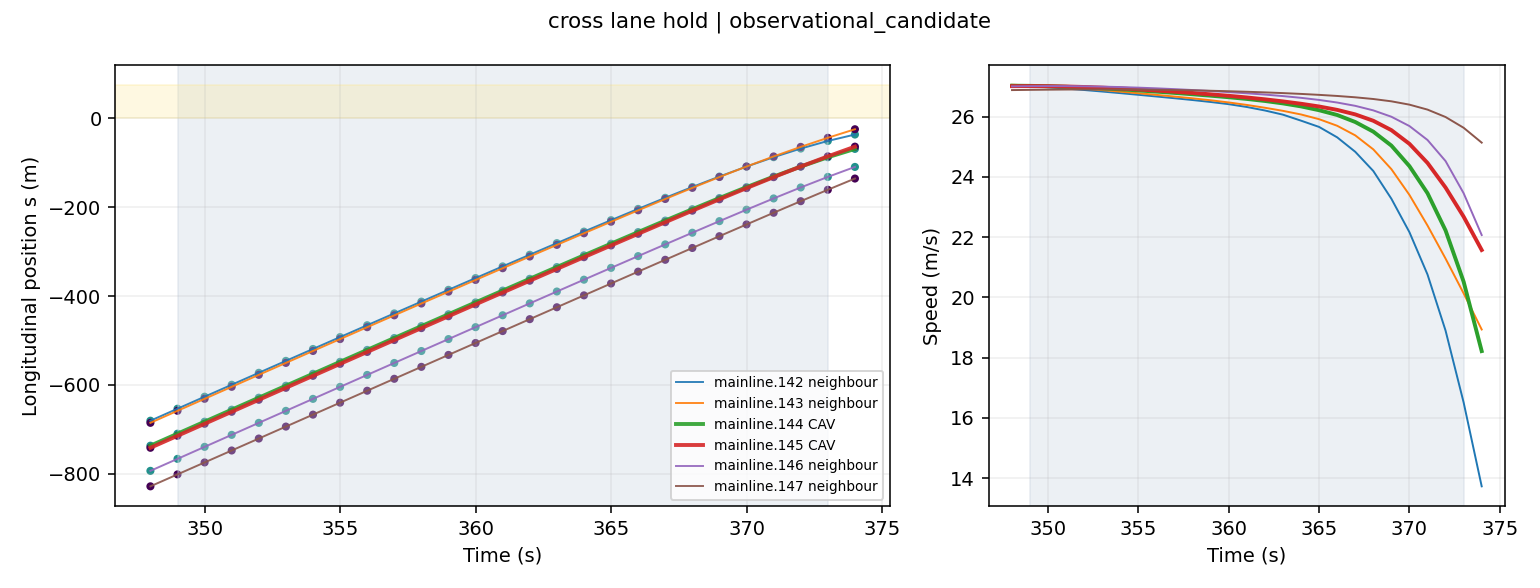 cross lane hold | observational_candidate
Longitudinal position s (m)
0
−200
−400
−600
−800
350
355
360
365
370
375
Time (s)
mainline.142 neighbour
mainline.143 neighbour
mainline.144 CAV
mainline.145 CAV
mainline.146 neighbour
mainline.147 neighbour
Speed (m/s)
26
24
22
20
18
16
14
350
355
360
365
370
375
Time (s)